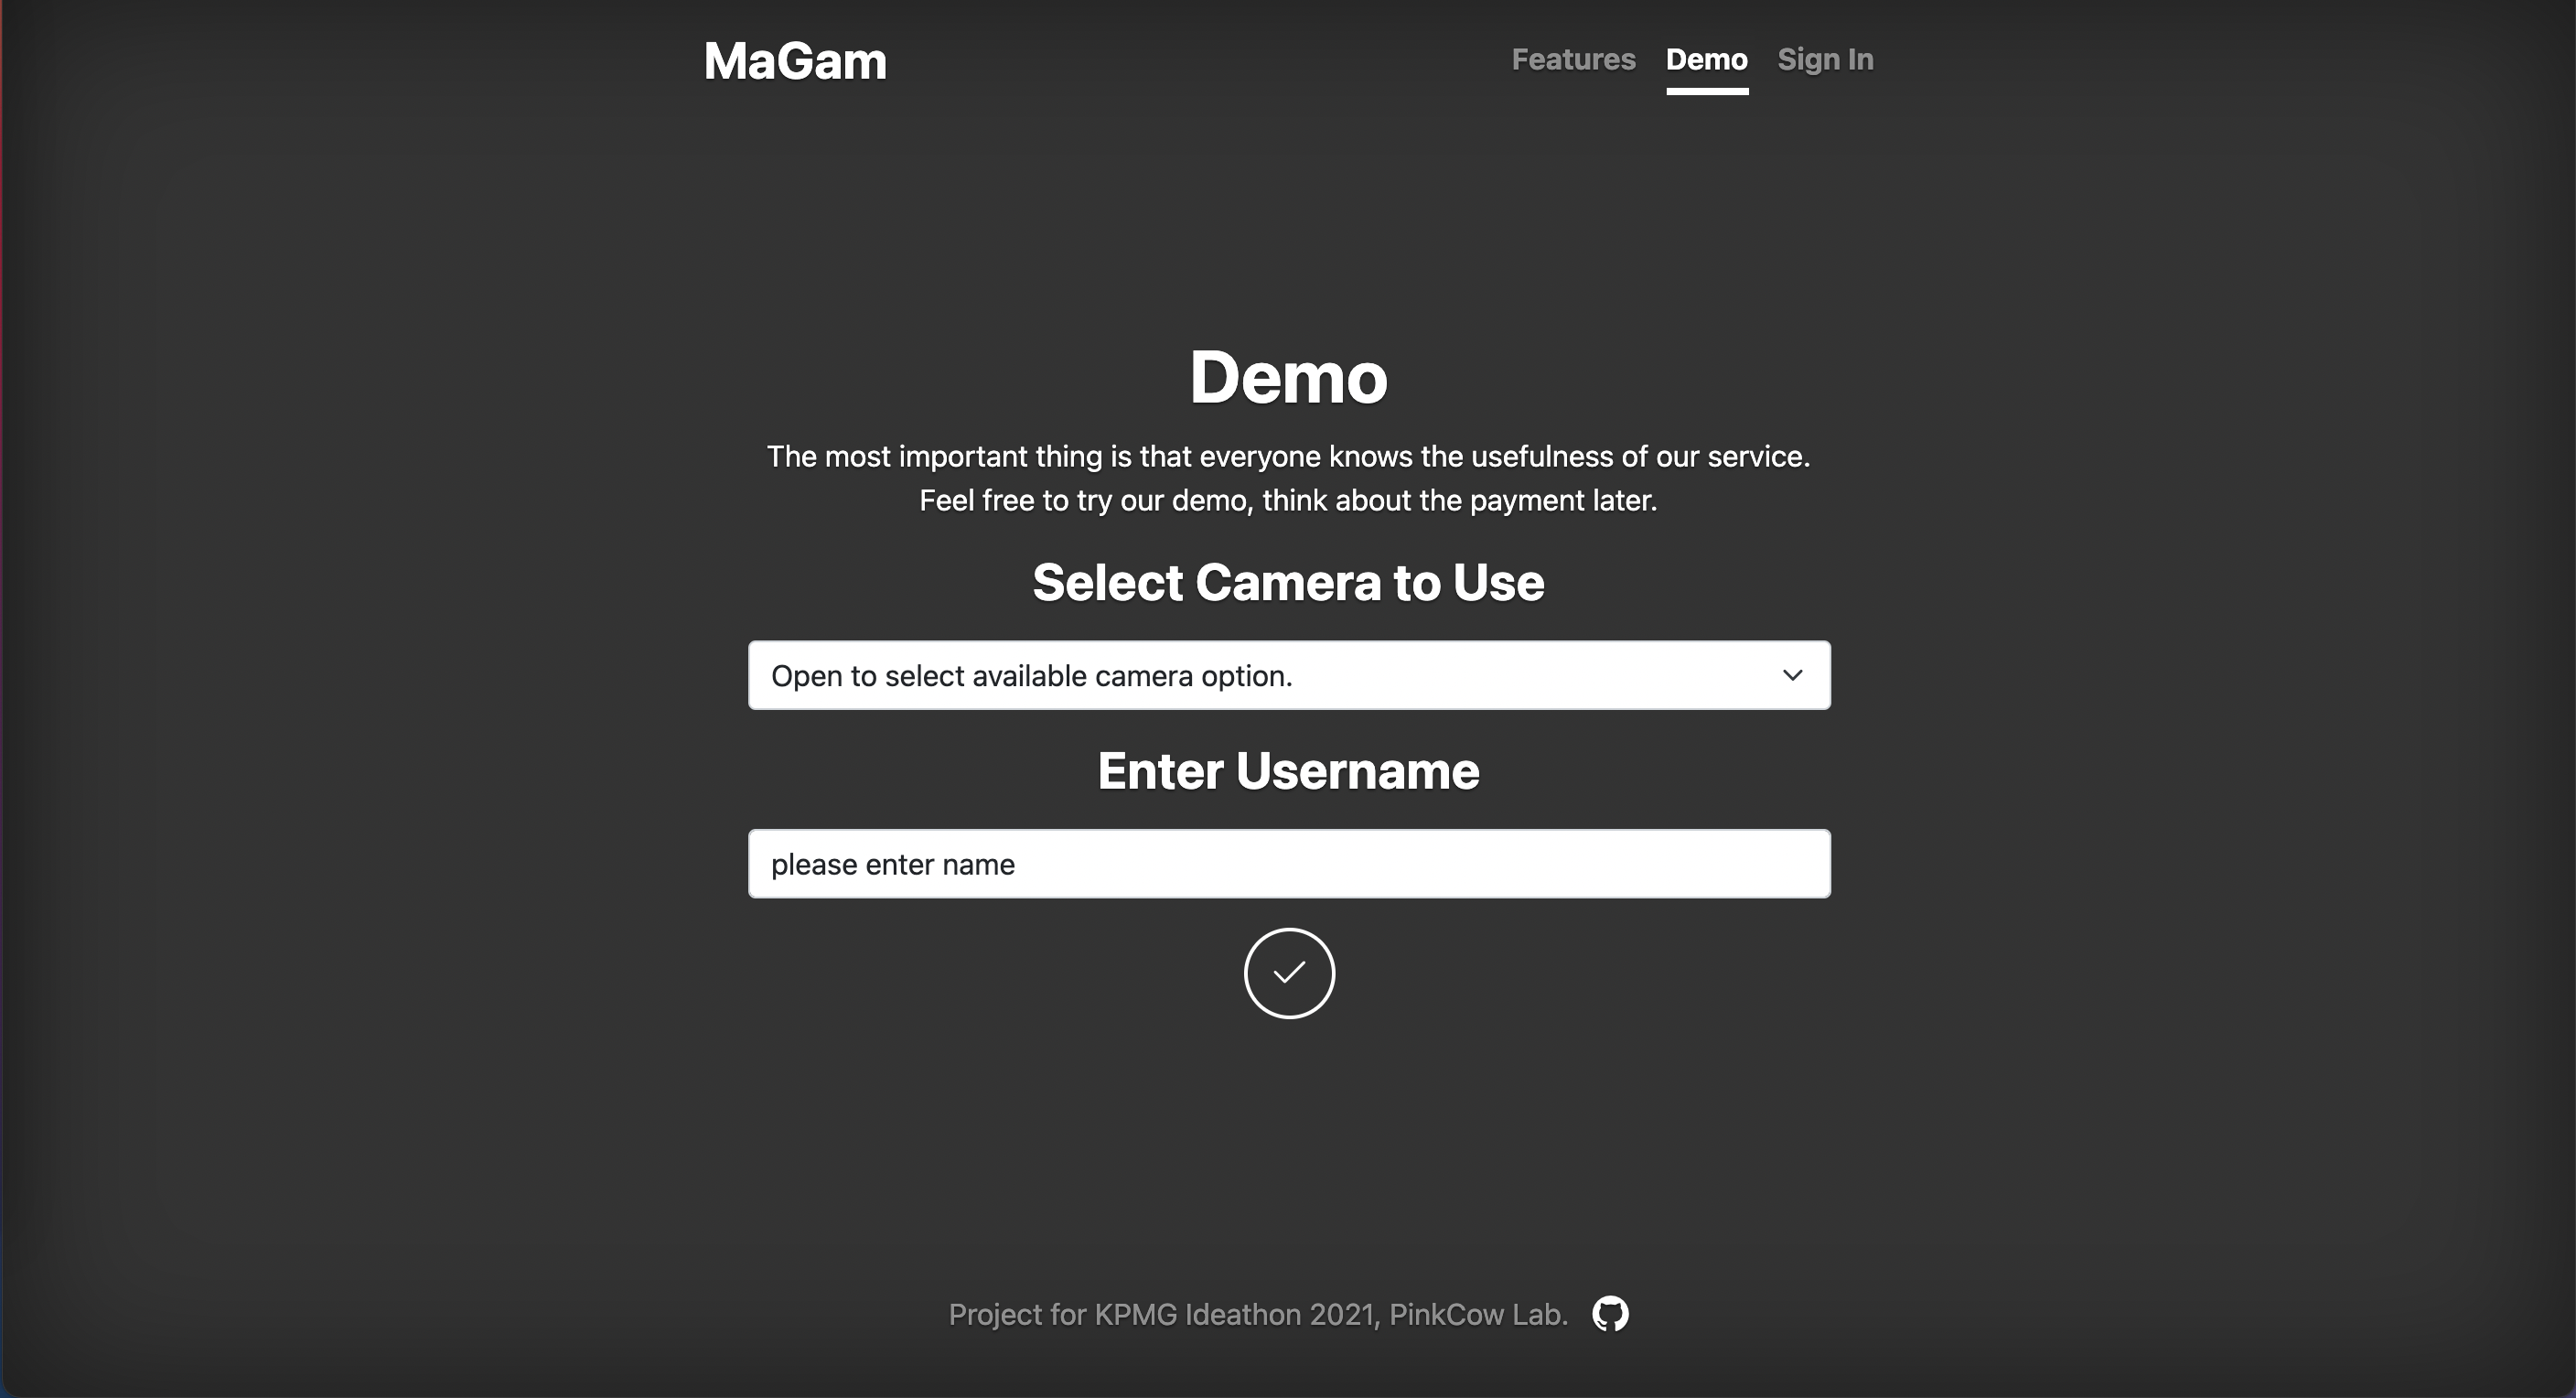 MaGam
Features Demo Sign In
Demo
The most important thing is that everyone knows the usefulness of our service.
Feel free to try our demo, think about the payment later.
Select Camera to Use
Open to select available camera option.
Enter Username
please enter name
Project for KPMG Ideathon 2021, PinkCow Lab.